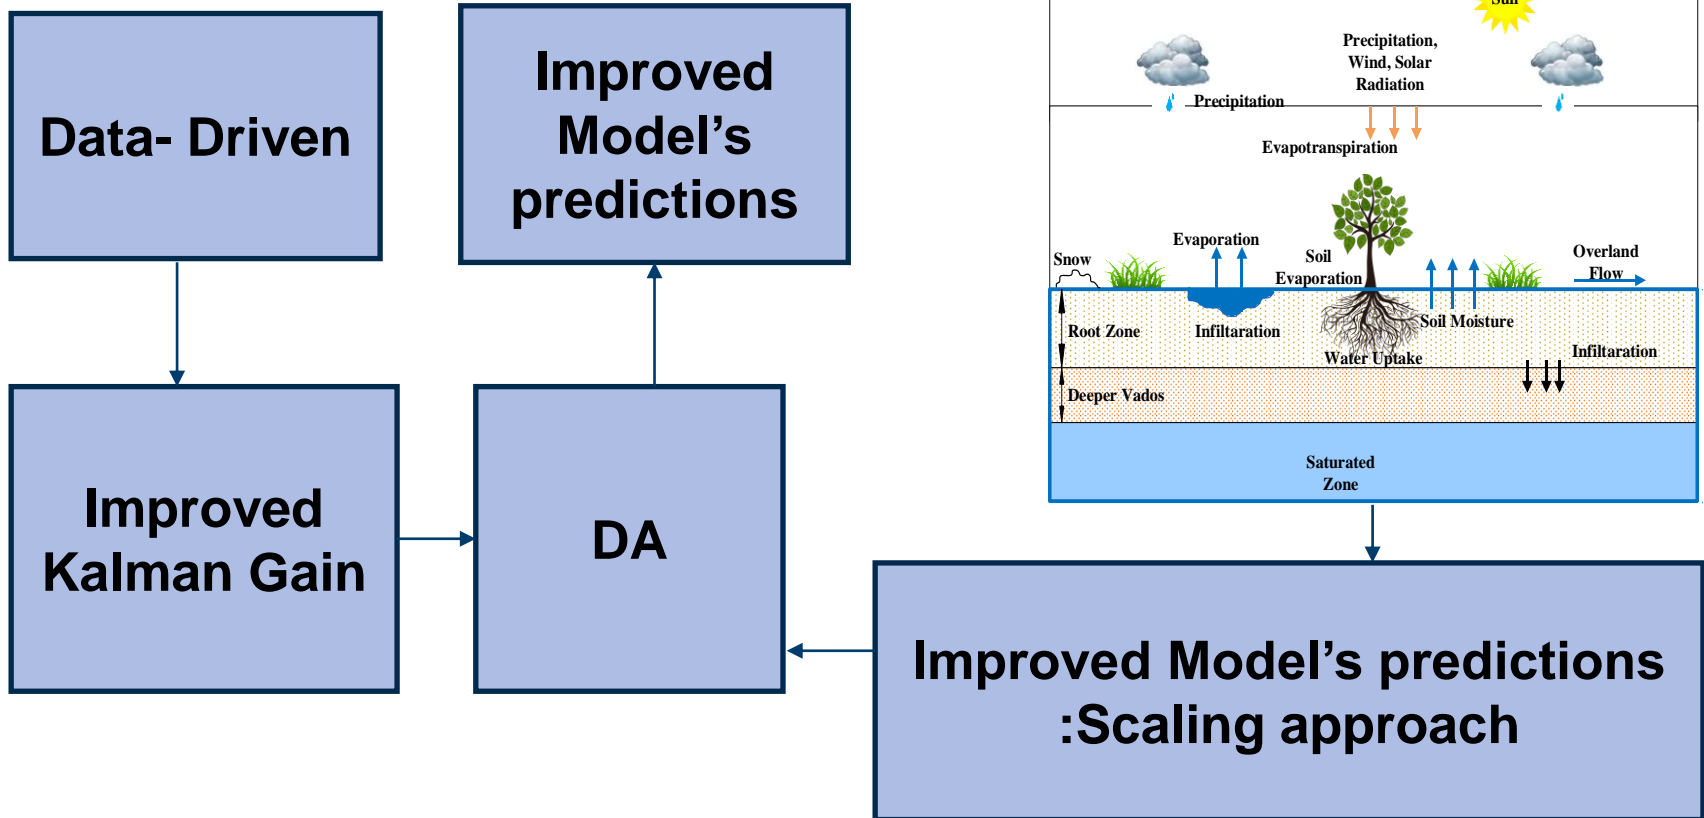 Data- Driven
Improved
Model’s
predictions
Improved
Kalman Gain
DA
Improved Model’s predictions
:Scaling approach
Sun
Precipitation,
Wind, Solar
Radiation
Precipitation
Evapotranspiration
Evaporation
Snow
Soil
Evaporation
Overland
Flow
Root Zone
Infiltaration
Soil Moisture
Water Uptake
Infiltaration
Deeper Vados
Saturated
Zone